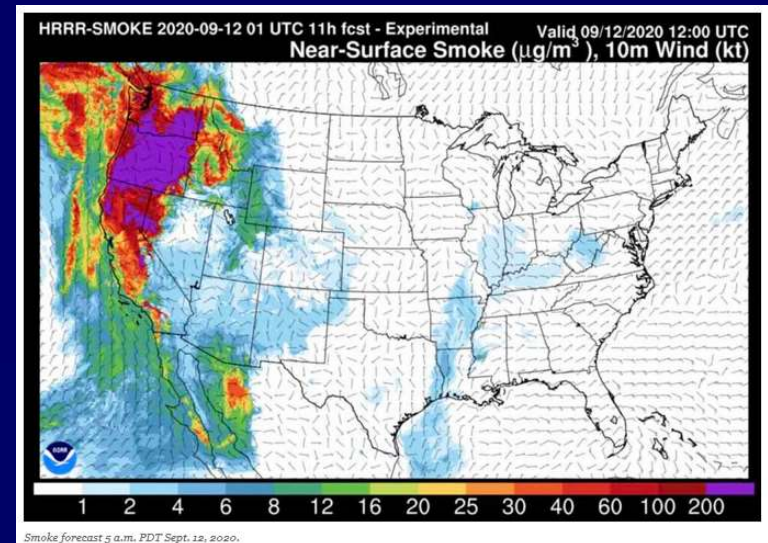 HRRR-SMOKE 2020-09-12 01 UTC 11h fcst - Experimental Valid 09/12/2020 12:00 UTC
Near-Surface Smoke (μg/m³), 10m Wind (kt)
NOAA
1 2 4 6 8 12 16 20 25 30 40 60 100 200
Smoke forecast 5 a.m. PDT Sept. 12, 2020.